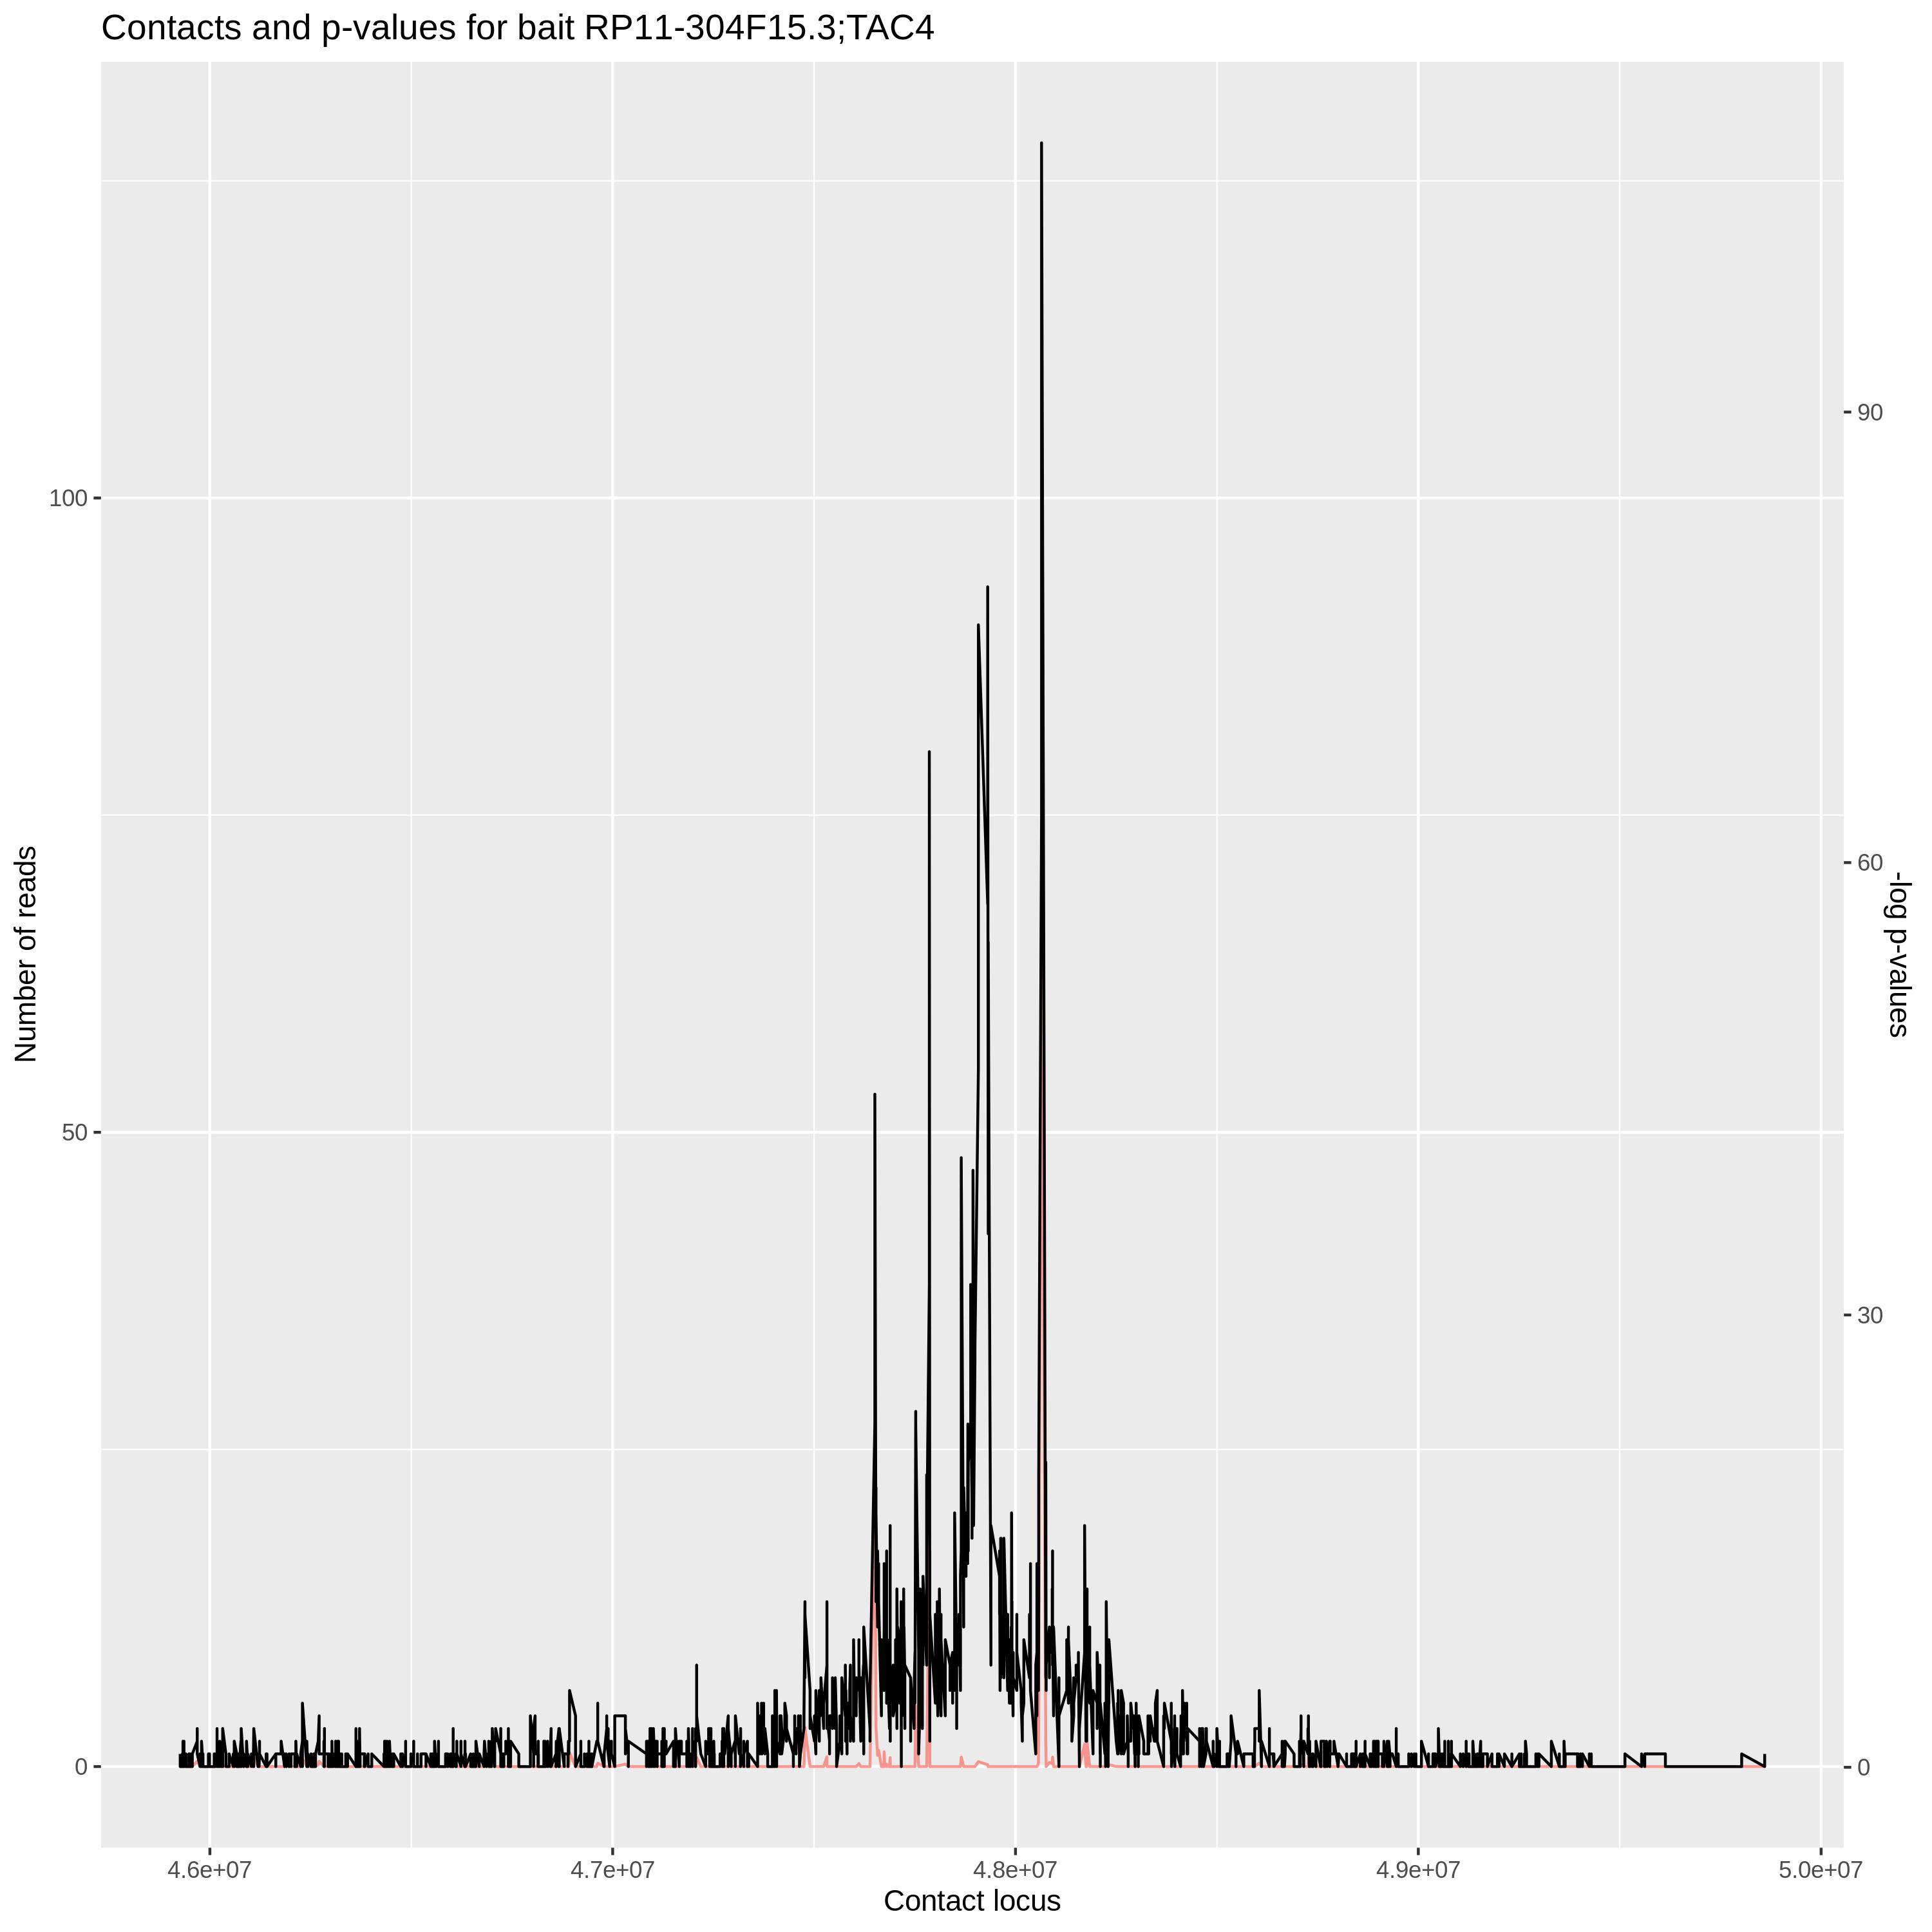 Contacts and p-values for bait RP11-304F15.3;TAC4
Number of reads
100
50
0
90
60
30
0
-log p-values
4.6e+07
4.7e+07
4.8e+07
4.9e+07
5.0e+07
Contact locus